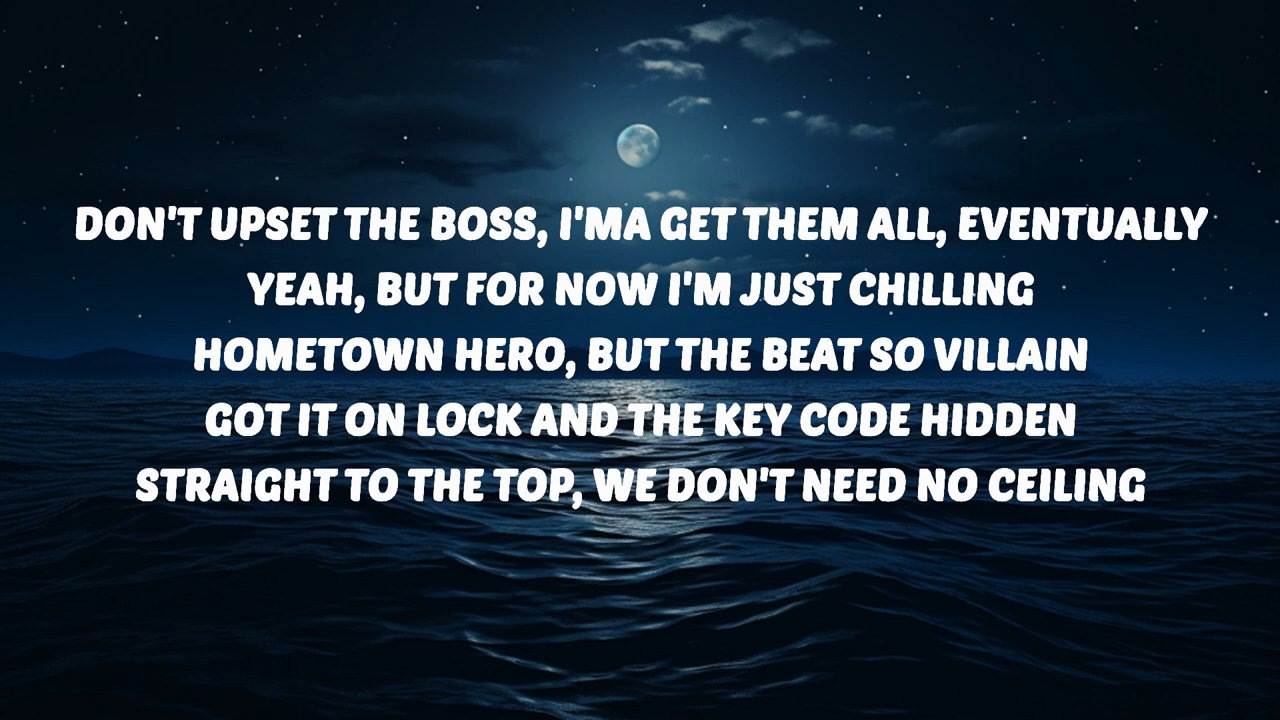 DON'T UPSET THE BOSS, I'MA GET THEM ALL, EVENTUALLY
YEAH, BUT FOR NOW I'M JUST CHILLING
HOMETOWN HERO, BUT THE BEAT SO VILLAIN
GOT IT ON LOCK AND THE KEY CODE HIDDEN
STRAIGHT TO THE TOP, WE DON'T NEED NO CEILING